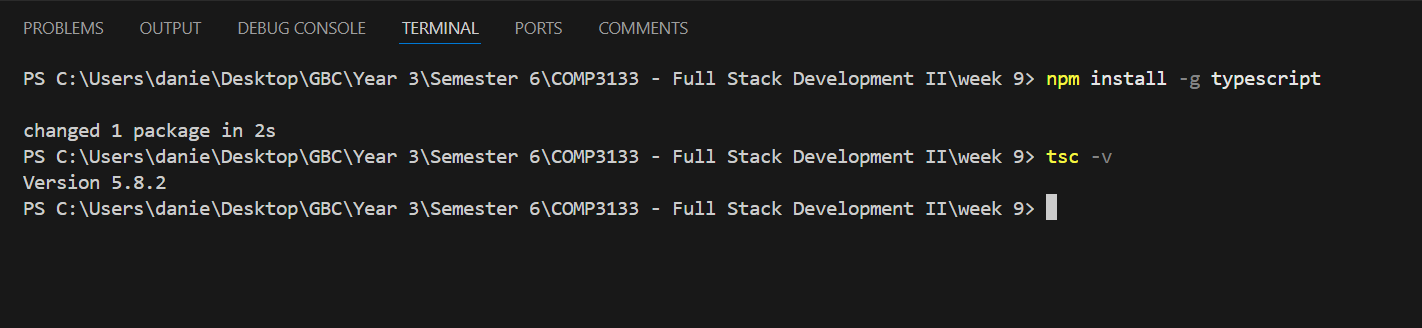 PROBLEMS OUTPUT DEBUG CONSOLE TERMINAL PORTS COMMENTS
PS C:\Users\danie\Desktop\GBC\Year 3\Semester 6\COMP3133 - Full Stack Development II\week 9> npm install -g typescript
changed 1 package in 2s
PS C:\Users\danie\Desktop\GBC\Year 3\Semester 6\COMP3133 - Full Stack Development II\week 9> tsc -v
Version 5.8.2
PS C:\Users\danie\Desktop\GBC\Year 3\Semester 6\COMP3133 - Full Stack Development II\week 9>